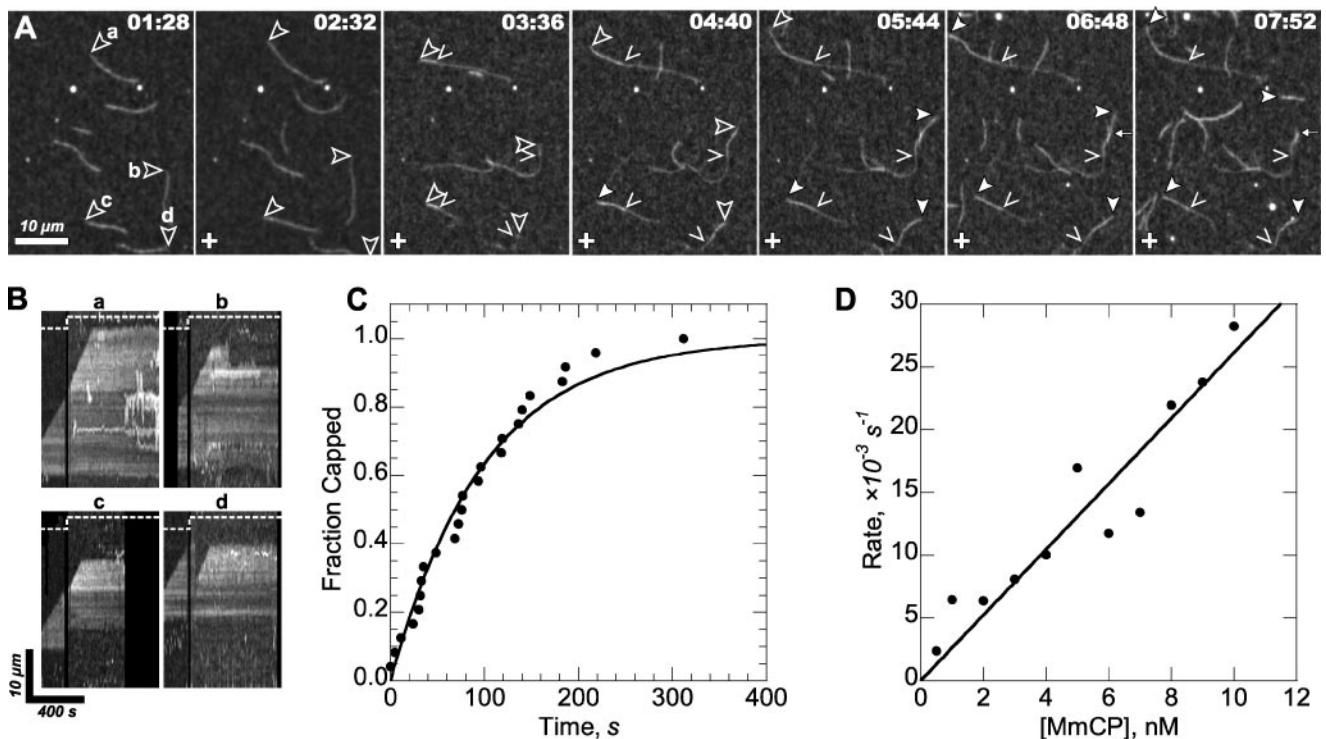 A
01:28
02:32
03:36
04:40
05:44
06:48
07:52
a
b
c
d
10 µm
+
+
+
+
+
+
B
a
b
c
d
10 µm
400 s
C
Fraction Capped
1.0
0.8
0.6
0.4
0.2
0.0
0
100
200
300
400
Time, s
D
Rate, ×10⁻³ s⁻¹
30
25
20
15
10
5
0
0
2
4
6
8
10
12
[MmCP], nM